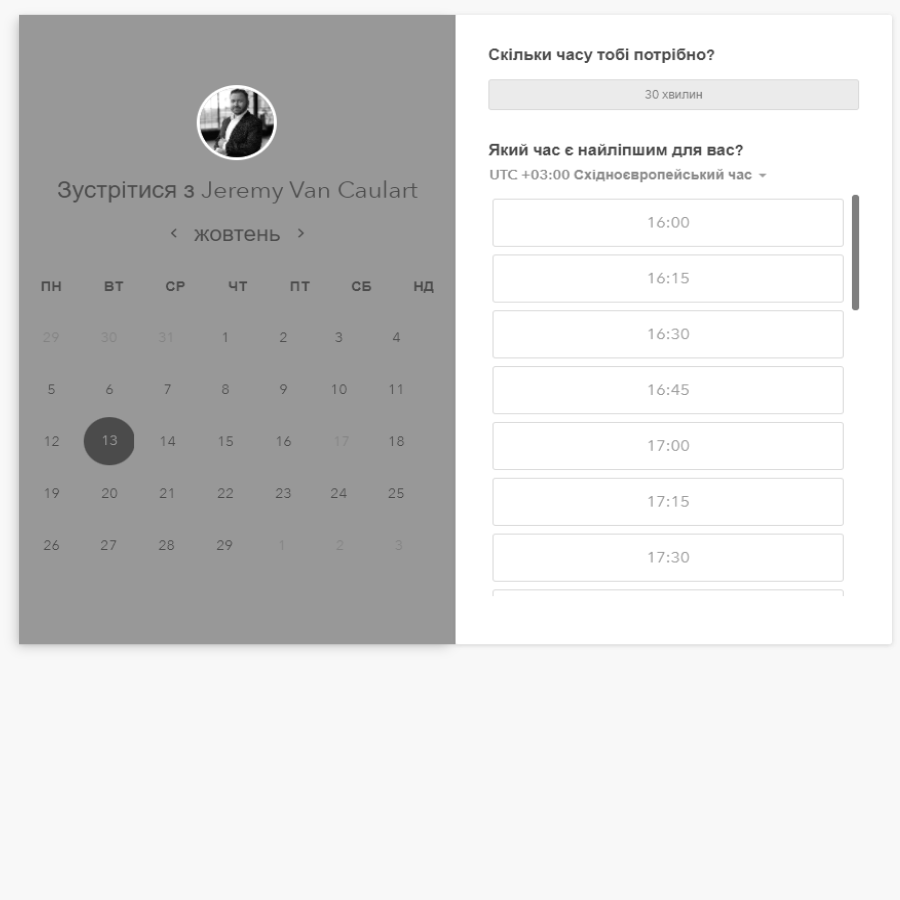 Зустрітися з Jeremy Van Caulart
жовтень
ПН ВТ СР ЧТ ПТ СБ НД
29 30 31 1 2 3 4
5 6 7 8 9 10 11
12 13 14 15 16 17 18
19 20 21 22 23 24 25
26 27 28 29 1 2 3
Скільки часу тобі потрібно?
30 хвилин
Який час є найліпшим для вас?
UTC +03:00 Східноєвропейський час
16:00
16:15
16:30
16:45
17:00
17:15
17:30